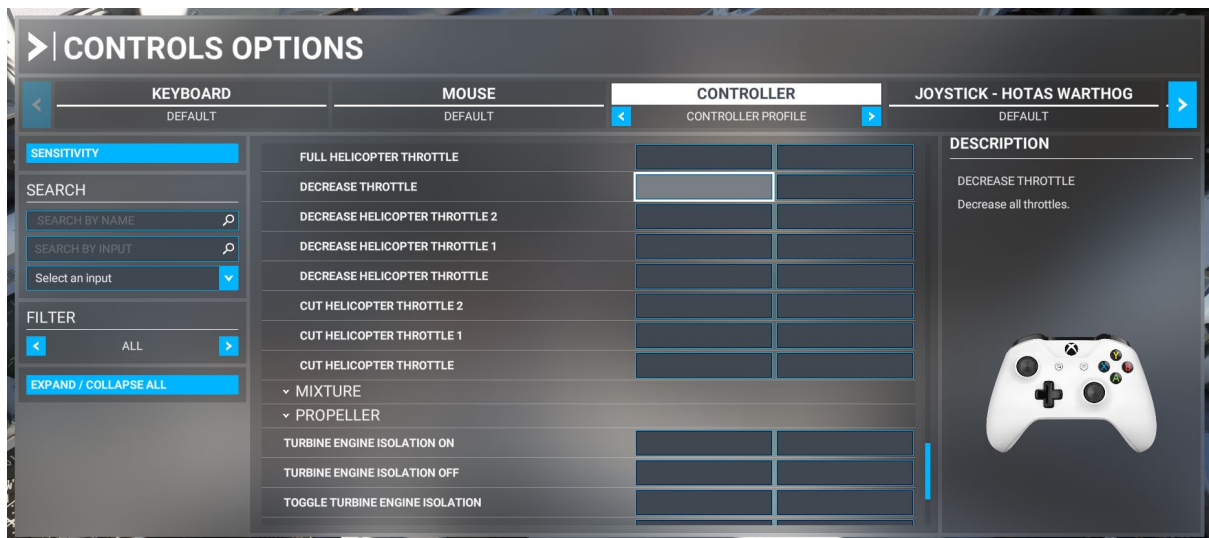 CONTROLS OPTIONS
KEYBOARD
DEFAULT
MOUSE
DEFAULT
CONTROLLER
CONTROLLER PROFILE
JOYSTICK - HOTAS WARTHOG
DEFAULT
SENSITIVITY
SEARCH
SEARCH BY NAME
SEARCH BY INPUT
Select an input
FILTER
ALL
EXPAND / COLLAPSE ALL
FULL HELICOPTER THROTTLE
DECREASE THROTTLE
DECREASE HELICOPTER THROTTLE 2
DECREASE HELICOPTER THROTTLE 1
DECREASE HELICOPTER THROTTLE
CUT HELICOPTER THROTTLE 2
CUT HELICOPTER THROTTLE 1
CUT HELICOPTER THROTTLE
MIXTURE
PROPELLER
TURBINE ENGINE ISOLATION ON
TURBINE ENGINE ISOLATION OFF
TOGGLE TURBINE ENGINE ISOLATION
DESCRIPTION
DECREASE THROTTLE
Decrease all throttles.
Y
X
B
A